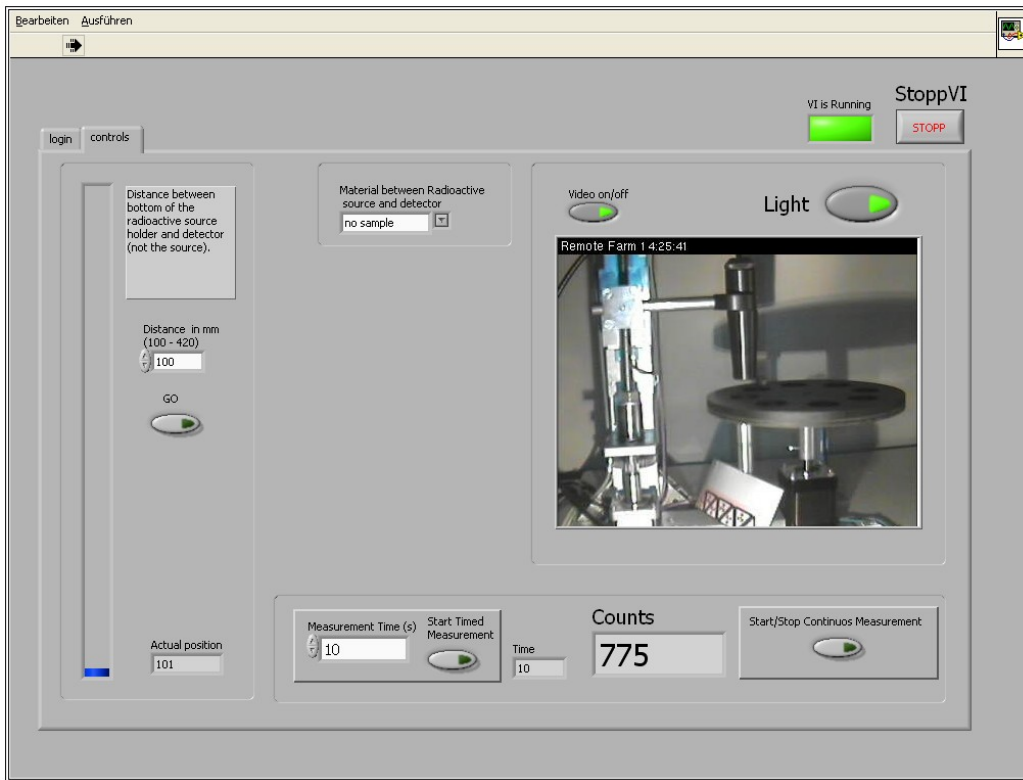 Bearbeiten Ausführen
StoppVI
VI is Running
STOPP
login controls
Distance between
bottom of the
radioactive source
holder and detector
(not the source).
Distance in mm
(100 - 420)
100
GO
Actual position
101
Material between Radioactive
source and detector
no sample
Video on/off
Light
Remote Farm 1 4:25:41
Measurement Time (s)
10
Start Timed
Measurement
Time
10
Counts
775
Start/Stop Continuos Measurement